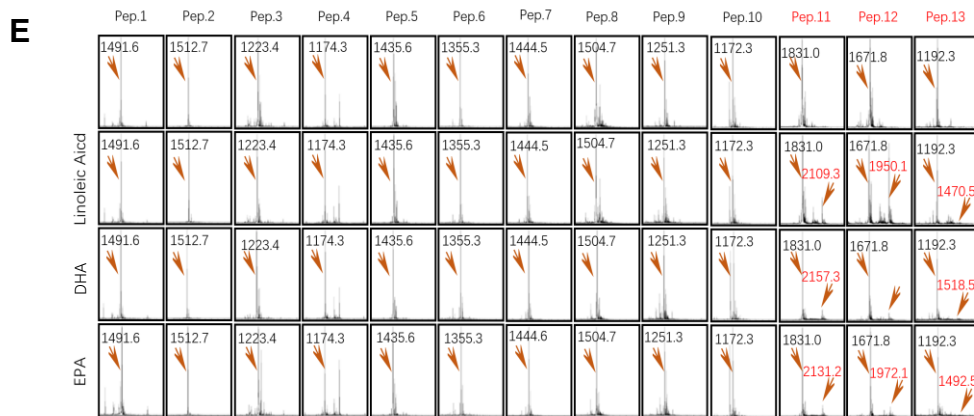 E
Pep.1 Pep.2 Pep.3 Pep.4 Pep.5 Pep.6 Pep.7 Pep.8 Pep.9 Pep.10 Pep.11 Pep.12 Pep.13
1491.6 1512.7 1223.4 1174.3 1435.6 1355.3 1444.5 1504.7 1251.3 1172.3 1831.0 1671.8 1192.3
Linoleic Aicd
1491.6 1512.7 1223.4 1174.3 1435.6 1355.3 1444.5 1504.7 1251.3 1172.3 1831.0 1671.8 1192.3
2109.3 1950.1 1470.5
DHA
1491.6 1512.7 1223.4 1174.3 1435.6 1355.3 1444.5 1504.7 1251.3 1172.3 1831.0 1671.8 1192.3
2157.3 1518.5
EPA
1491.6 1512.7 1223.4 1174.3 1435.6 1355.3 1444.6 1504.7 1251.3 1172.3 1831.0 1671.8 1192.3
2131.2 1972.1 1492.5